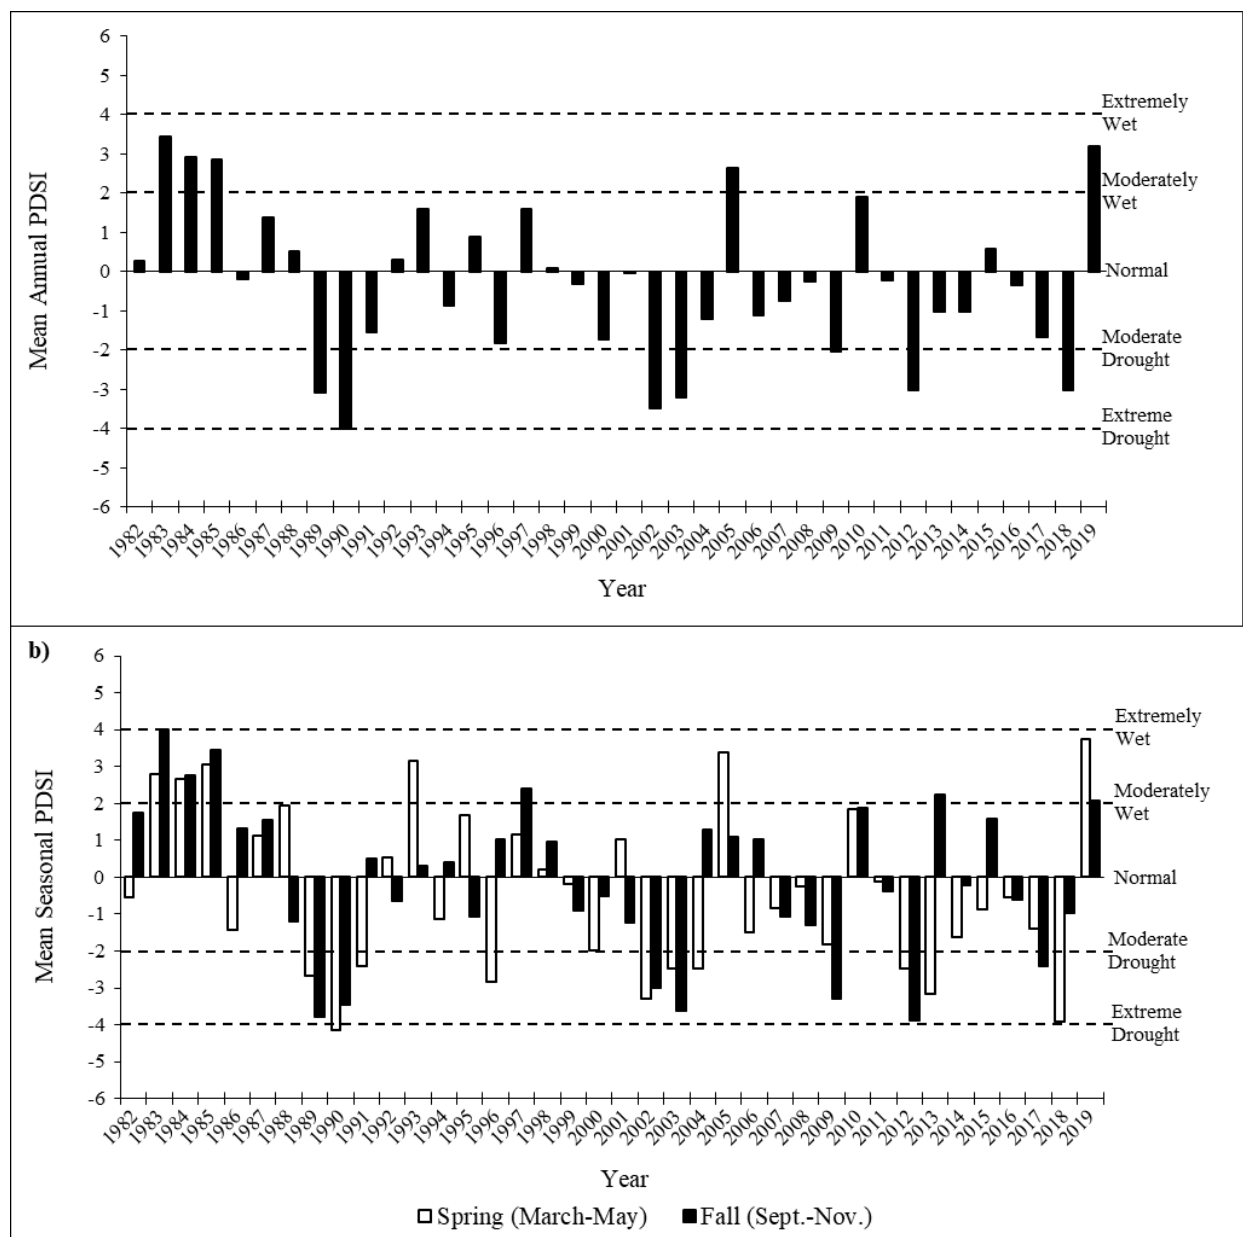 6
5
4
3
2
1
0
-1
-2
-3
-4
-5
-6
Mean Annual PDSI
Extremely
Wet
Moderately
Wet
Normal
Moderate
Drought
Extreme
Drought
1982 1983 1984 1985 1986 1987 1988 1989 1990 1991 1992 1993 1994 1995 1996 1997 1998 1999 2000 2001 2002 2003 2004 2005 2006 2007 2008 2009 2010 2011 2012 2013 2014 2015 2016 2017 2018 2019
Year
b)
6
5
4
3
2
1
0
-1
-2
-3
-4
-5
-6
Mean Seasonal PDSI
Extremely
Wet
Moderately
Wet
Normal
Moderate
Drought
Extreme
Drought
1982 1983 1984 1985 1986 1987 1988 1989 1990 1991 1992 1993 1994 1995 1996 1997 1998 1999 2000 2001 2002 2003 2004 2005 2006 2007 2008 2009 2010 2011 2012 2013 2014 2015 2016 2017 2018 2019
Year
Spring (March-May) Fall (Sept.-Nov.)